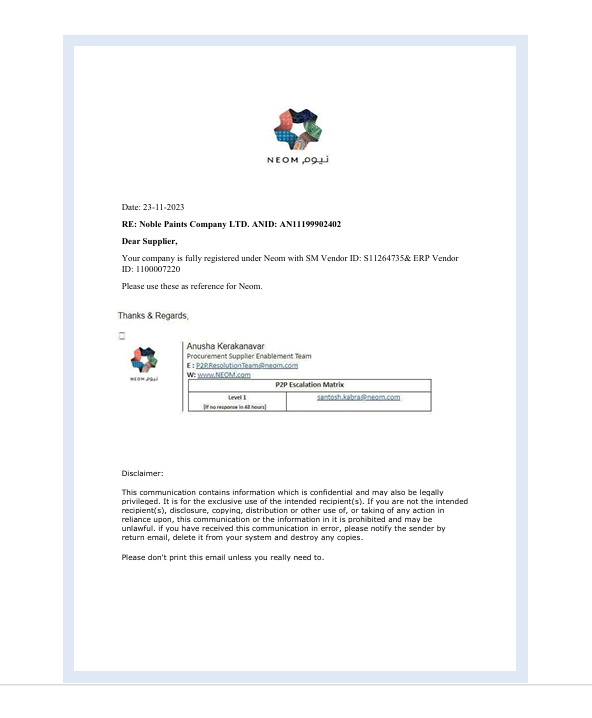 NEOM نيوم
Date: 23-11-2023
RE: Noble Paints Company LTD. ANID: AN11199902402
Dear Supplier,
Your company is fully registered under Neom with SM Vendor ID: S11264735& ERP Vendor
ID: 1100007220
Please use these as reference for Neom.
Thanks & Regards,
NEOM نيوم
Anusha Kerakanavar
Procurement Supplier Enablement Team
E : P2P.ResolutionTeam@neom.com
W: www.NEOM.com
P2P Escalation Matrix
Level 1 santosh.kabra@neom.com
[If no response in 48 hours]
Disclaimer:
This communication contains information which is confidential and may also be legally
privileged. It is for the exclusive use of the intended recipient(s). If you are not the intended
recipient(s), disclosure, copying, distribution or other use of, or taking of any action in
reliance upon, this communication or the information in it is prohibited and may be
unlawful. if you have received this communication in error, please notify the sender by
return email, delete it from your system and destroy any copies.
Please don't print this email unless you really need to.